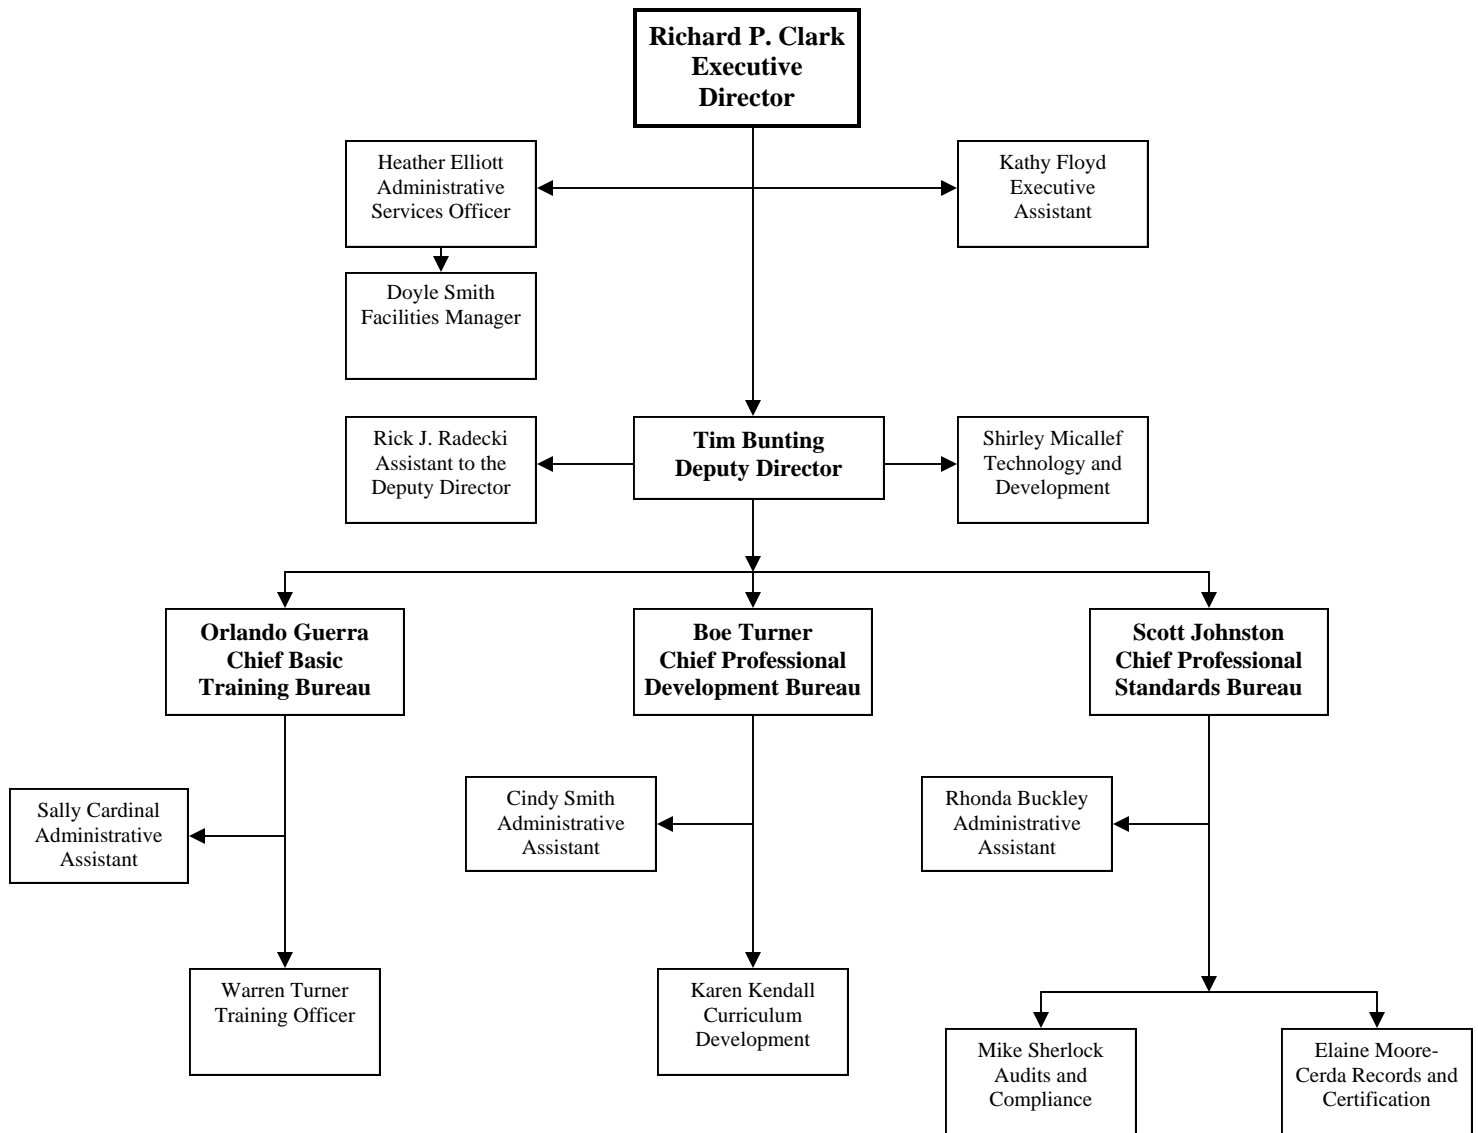 Richard P. Clark
Executive
Director
Heather Elliott
Administrative
Services Officer
Kathy Floyd
Executive
Assistant
Doyle Smith
Facilities Manager
Rick J. Radecki
Assistant to the
Deputy Director
Tim Bunting
Deputy Director
Shirley Micallef
Technology and
Development
Orlando Guerra
Chief Basic
Training Bureau
Boe Turner
Chief Professional
Development Bureau
Scott Johnston
Chief Professional
Standards Bureau
Sally Cardinal
Administrative
Assistant
Cindy Smith
Administrative
Assistant
Rhonda Buckley
Administrative
Assistant
Warren Turner
Training Officer
Karen Kendall
Curriculum
Development
Mike Sherlock
Audits and
Compliance
Elaine Moore-
Cerda Records and
Certification